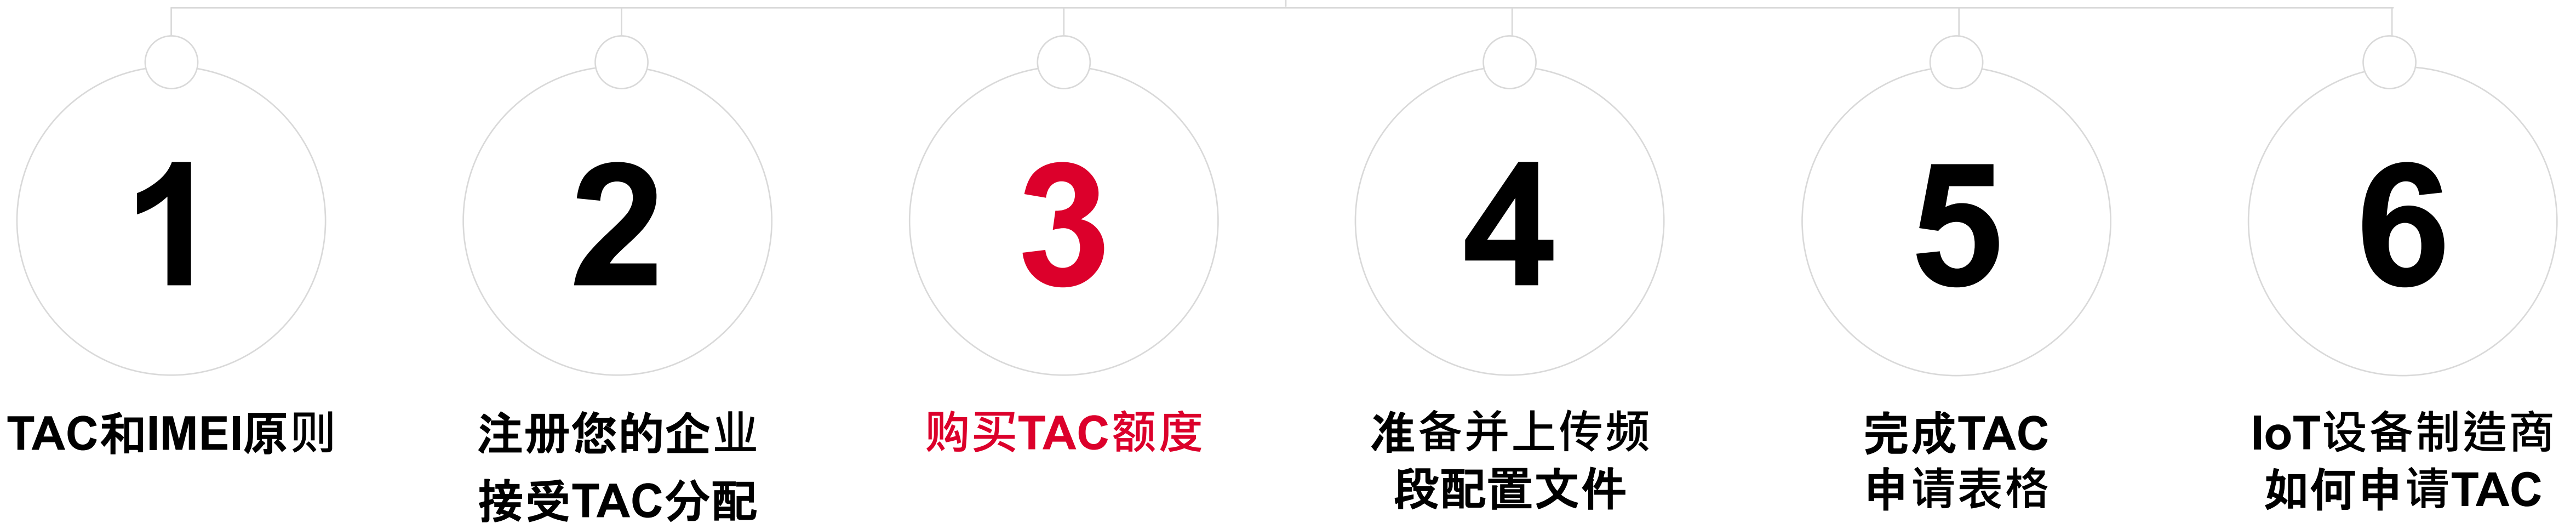 1
2
3
4
5
6
TAC和IMEI原则
注册您的企业
接受TAC分配
购买TAC额度
准备并上传频
段配置文件
完成TAC
申请表格
IoT设备制造商
如何申请TAC